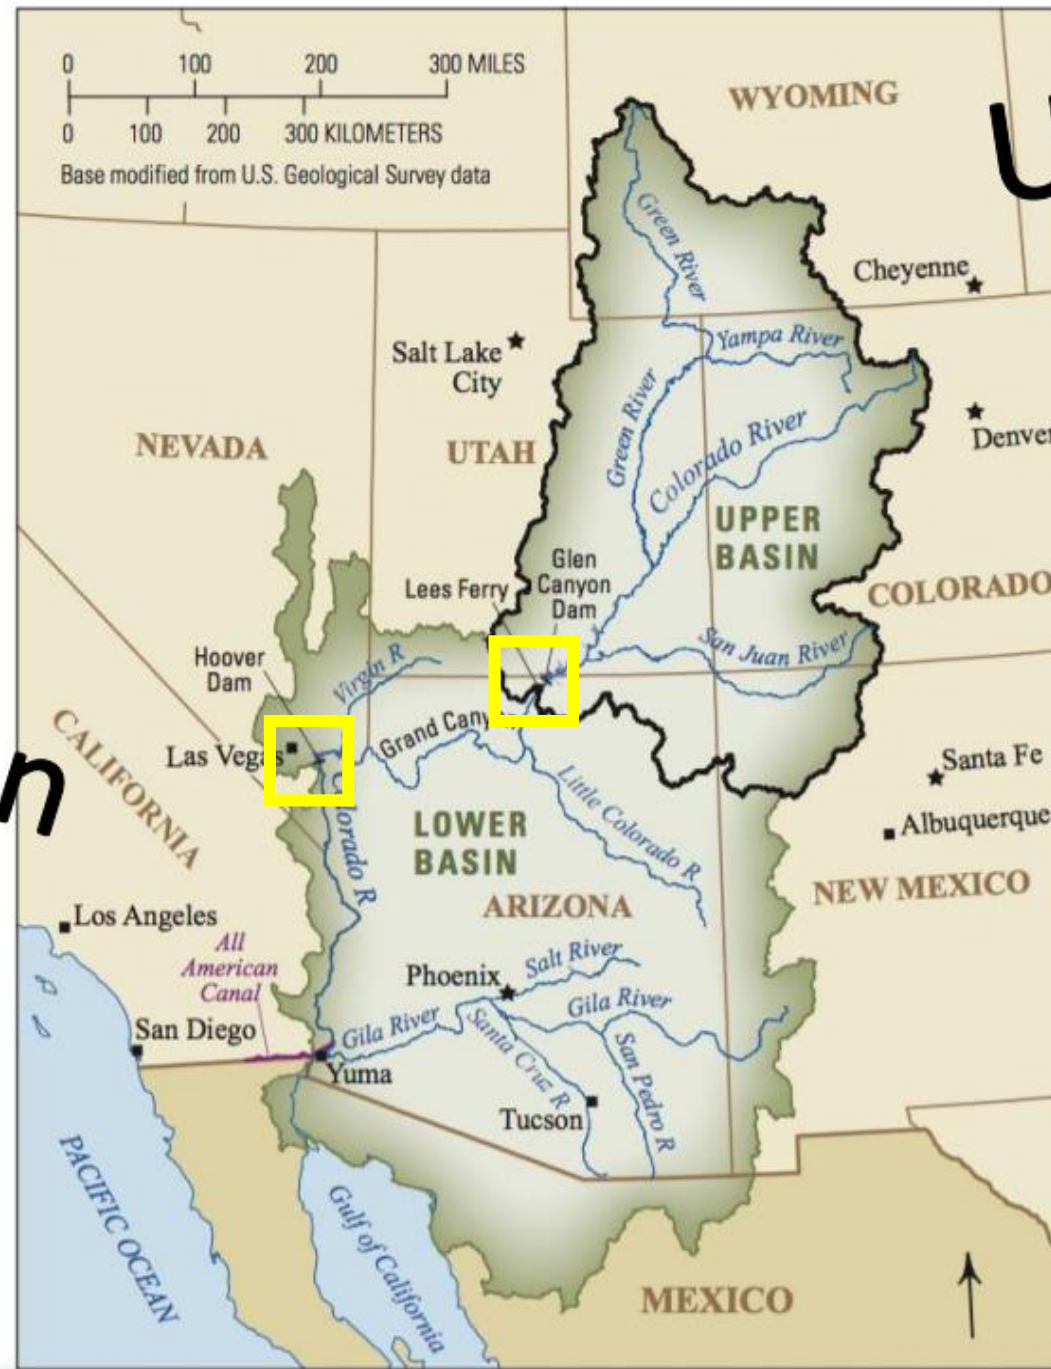 0 100 200 300 MILES
0 100 200 300 KILOMETERS
Base modified from U.S. Geological Survey data
WYOMING
U
Green River
Cheyenne
Yampa River
Salt Lake
City
Green River
Colorado River
Denver
NEVADA
UTAH
UPPER
BASIN
Glen
Canyon
Dam
Lees Ferry
COLORADO
San Juan River
Hoover
Dam
Virgin R
Grand Cany
Las Vegas
CALIFORNIA
n
Santa Fe
Little Colorado R
Albuquerque
LOWER
BASIN
Colorado R
ARIZONA
NEW MEXICO
Los Angeles
All
American
Canal
Phoenix
Salt River
Gila River
San Diego
Gila River
Santa Cruz R
San Pedro R
Yuma
Tucson
PACIFIC OCEAN
Gulf of California
MEXICO